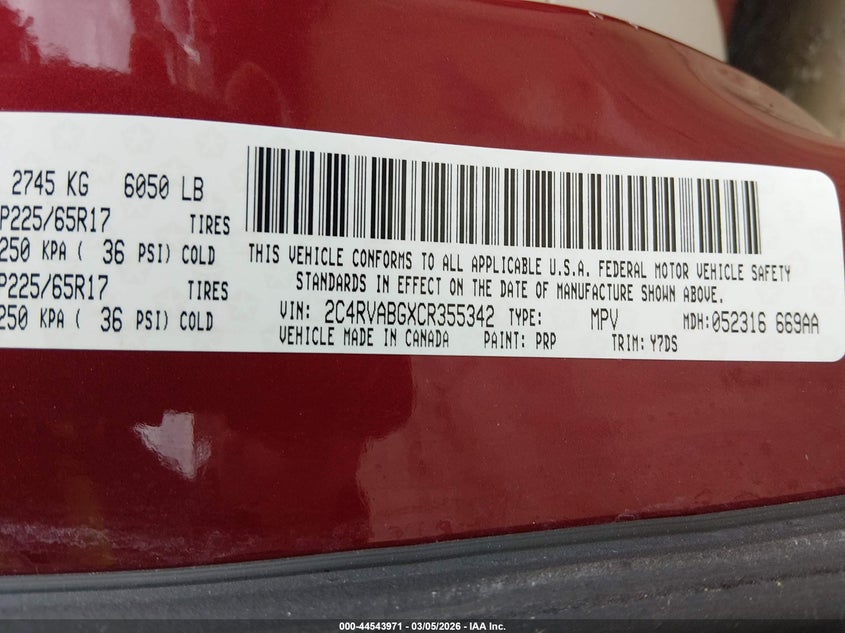 2745 KG 6050 LB
P225/65R17 TIRES
250 KPA ( 36 PSI) COLD
P225/65R17 TIRES
250 KPA ( 36 PSI) COLD
THIS VEHICLE CONFORMS TO ALL APPLICABLE U.S.A. FEDERAL MOTOR VEHICLE SAFETY
STANDARDS IN EFFECT ON THE DATE OF MANUFACTURE SHOWN ABOVE.
VIN: 2C4RVABGXCR355342 TYPE: MPV MDH:052316 669AA
VEHICLE MADE IN CANADA PAINT: PRP TRIM: Y7DS
000-44543971 | 03/05/2026 - IAA Inc.